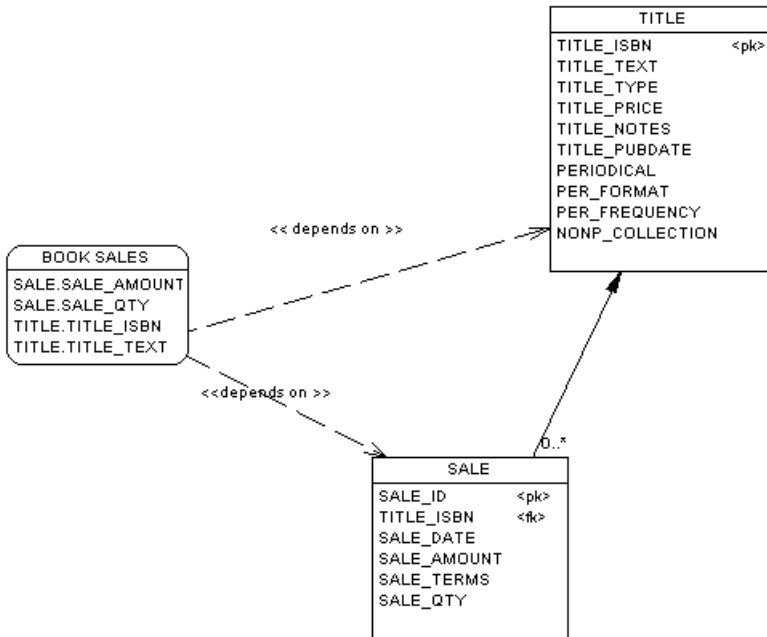 TITLE
TITLE_ISBN <pk>
TITLE_TEXT
TITLE_TYPE
TITLE_PRICE
TITLE_NOTES
TITLE_PUBDATE
PERIODICAL
PER_FORMAT
PER_FREQUENCY
NONP_COLLECTION
<< depends on >>
BOOK SALES
SALE.SALE_AMOUNT
SALE.SALE_QTY
TITLE.TITLE_ISBN
TITLE.TITLE_TEXT
<<depends on >>
0..*
SALE
SALE_ID <pk>
TITLE_ISBN <fk>
SALE_DATE
SALE_AMOUNT
SALE_TERMS
SALE_QTY